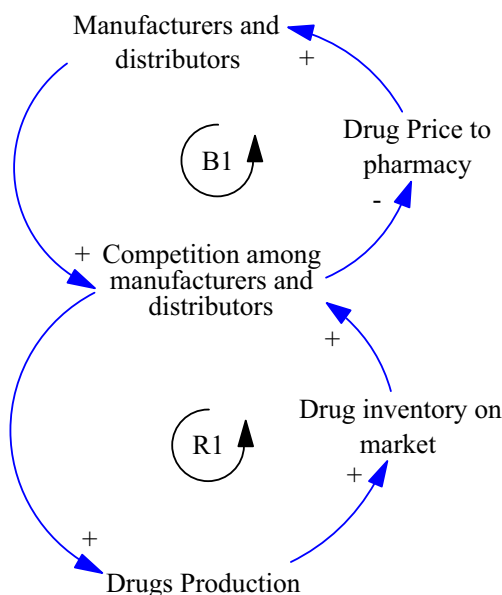 Manufacturers and
distributors
+
Drug Price to
pharmacy
B1
-
+ Competition among
manufacturers and
distributors
+
Drug inventory on
market
R1
+
+
Drugs Production